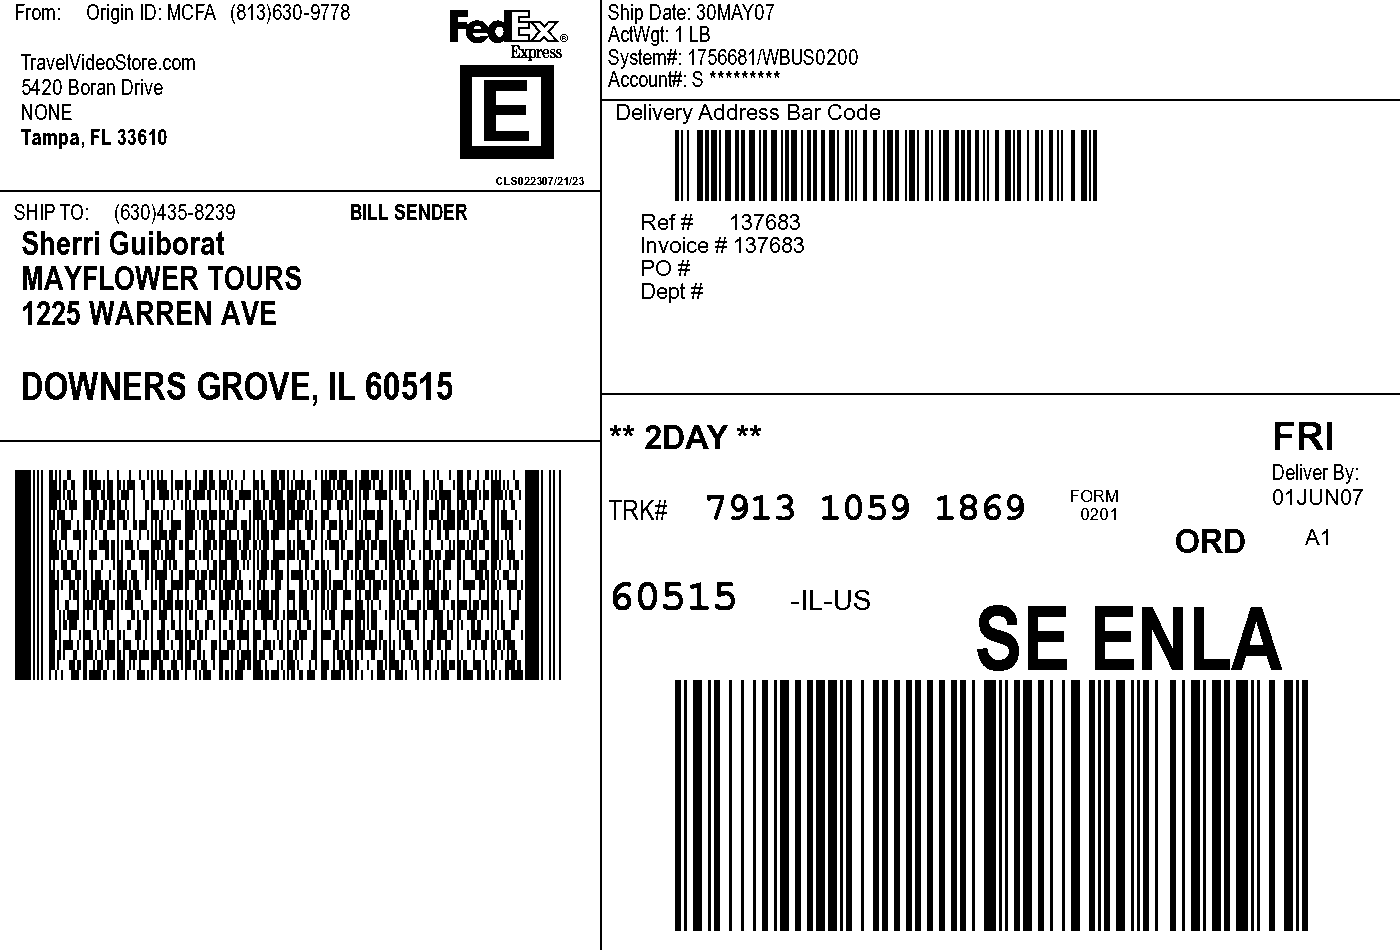 From: Origin ID: MCFA (813)630-9778
TravelVideoStore.com
5420 Boran Drive
NONE
Tampa, FL 33610
FedEx®
Express
E
CLS022307/21/23
Ship Date: 30MAY07
ActWgt: 1 LB
System#: 1756681/WBUS0200
Account#: S *********
Delivery Address Bar Code
Ref # 137683
Invoice # 137683
PO #
Dept #
SHIP TO: (630)435-8239 BILL SENDER
Sherri Guiborat
MAYFLOWER TOURS
1225 WARREN AVE
DOWNERS GROVE, IL 60515
** 2DAY **
FRI
Deliver By:
01JUN07
TRK# 7913 1059 1869 FORM
0201
ORD A1
60515 -IL-US
SE ENLA